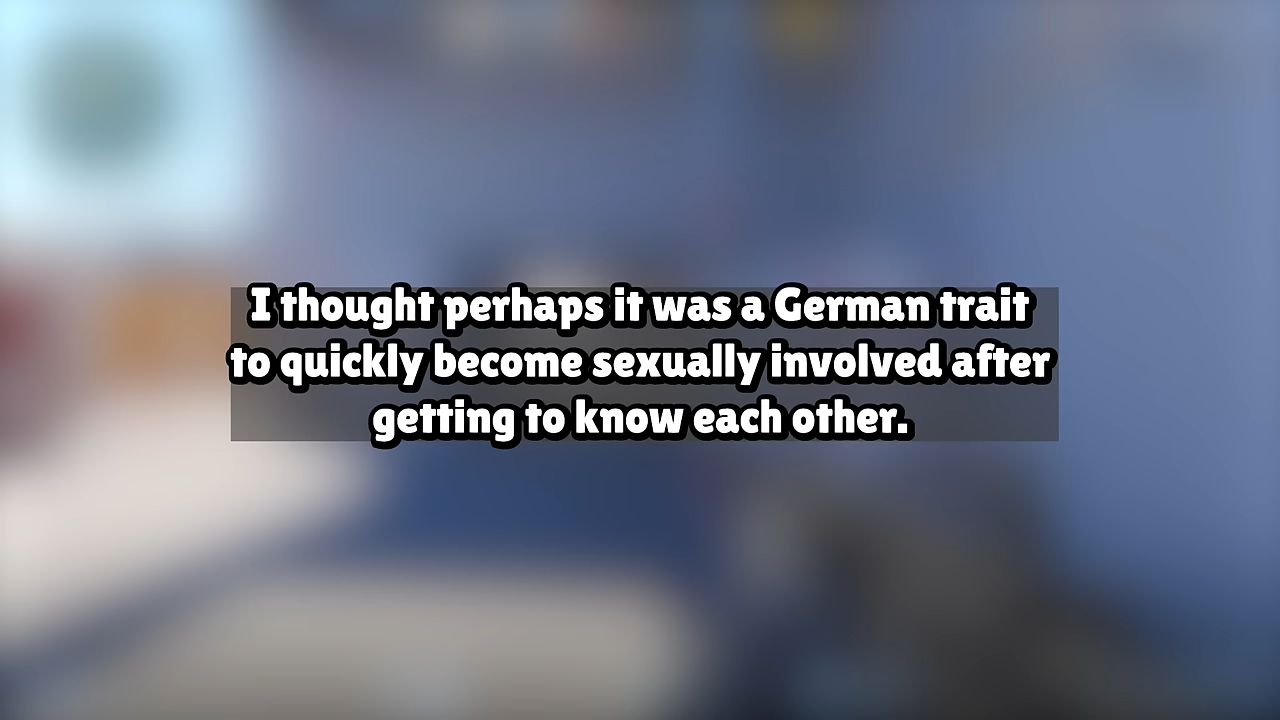 I thought perhaps it was a German trait
to quickly become sexually involved after
getting to know each other.